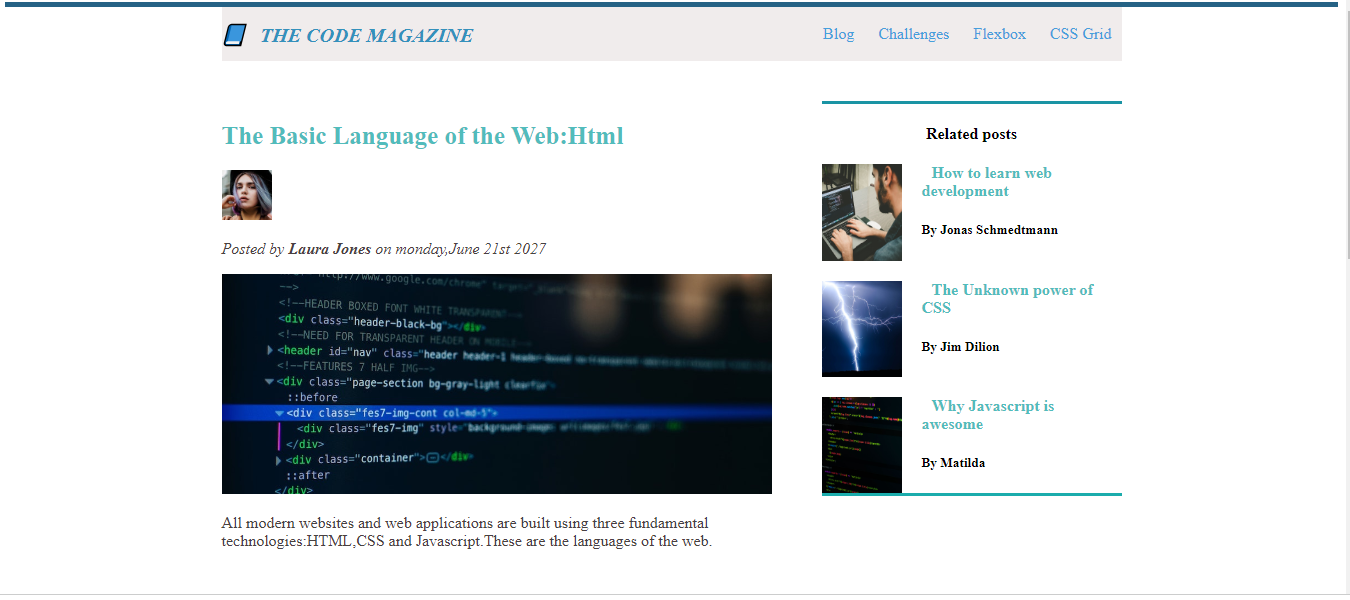 THE CODE MAGAZINE
Blog Challenges Flexbox CSS Grid
The Basic Language of the Web:Html
Posted by Laura Jones on monday,June 21st 2027
http://www.google.com/chrome" target=
-->
<!--HEADER BOXED FONT WHITE TRANSPARENT-->
<div class="header-black-bg"></div>
<!--NEED FOR TRANSPARENT HEADER ON MOBILE-->
<header id="nav" class="header header-1 header-boxed
<!--FEATURES 7 HALF IMG-->
<div class="page-section bg-gray-light clearfix">
::before
<div class="fes7-img-cont col-md-5">
<div class="fes7-img" style="background-image:
</div>
<div class="container"></div>
::after
</div>
All modern websites and web applications are built using three fundamental
technologies:HTML,CSS and Javascript.These are the languages of the web.
Related posts
How to learn web
development
By Jonas Schmedtmann
The Unknown power of
CSS
By Jim Dilion
Why Javascript is
awesome
By Matilda